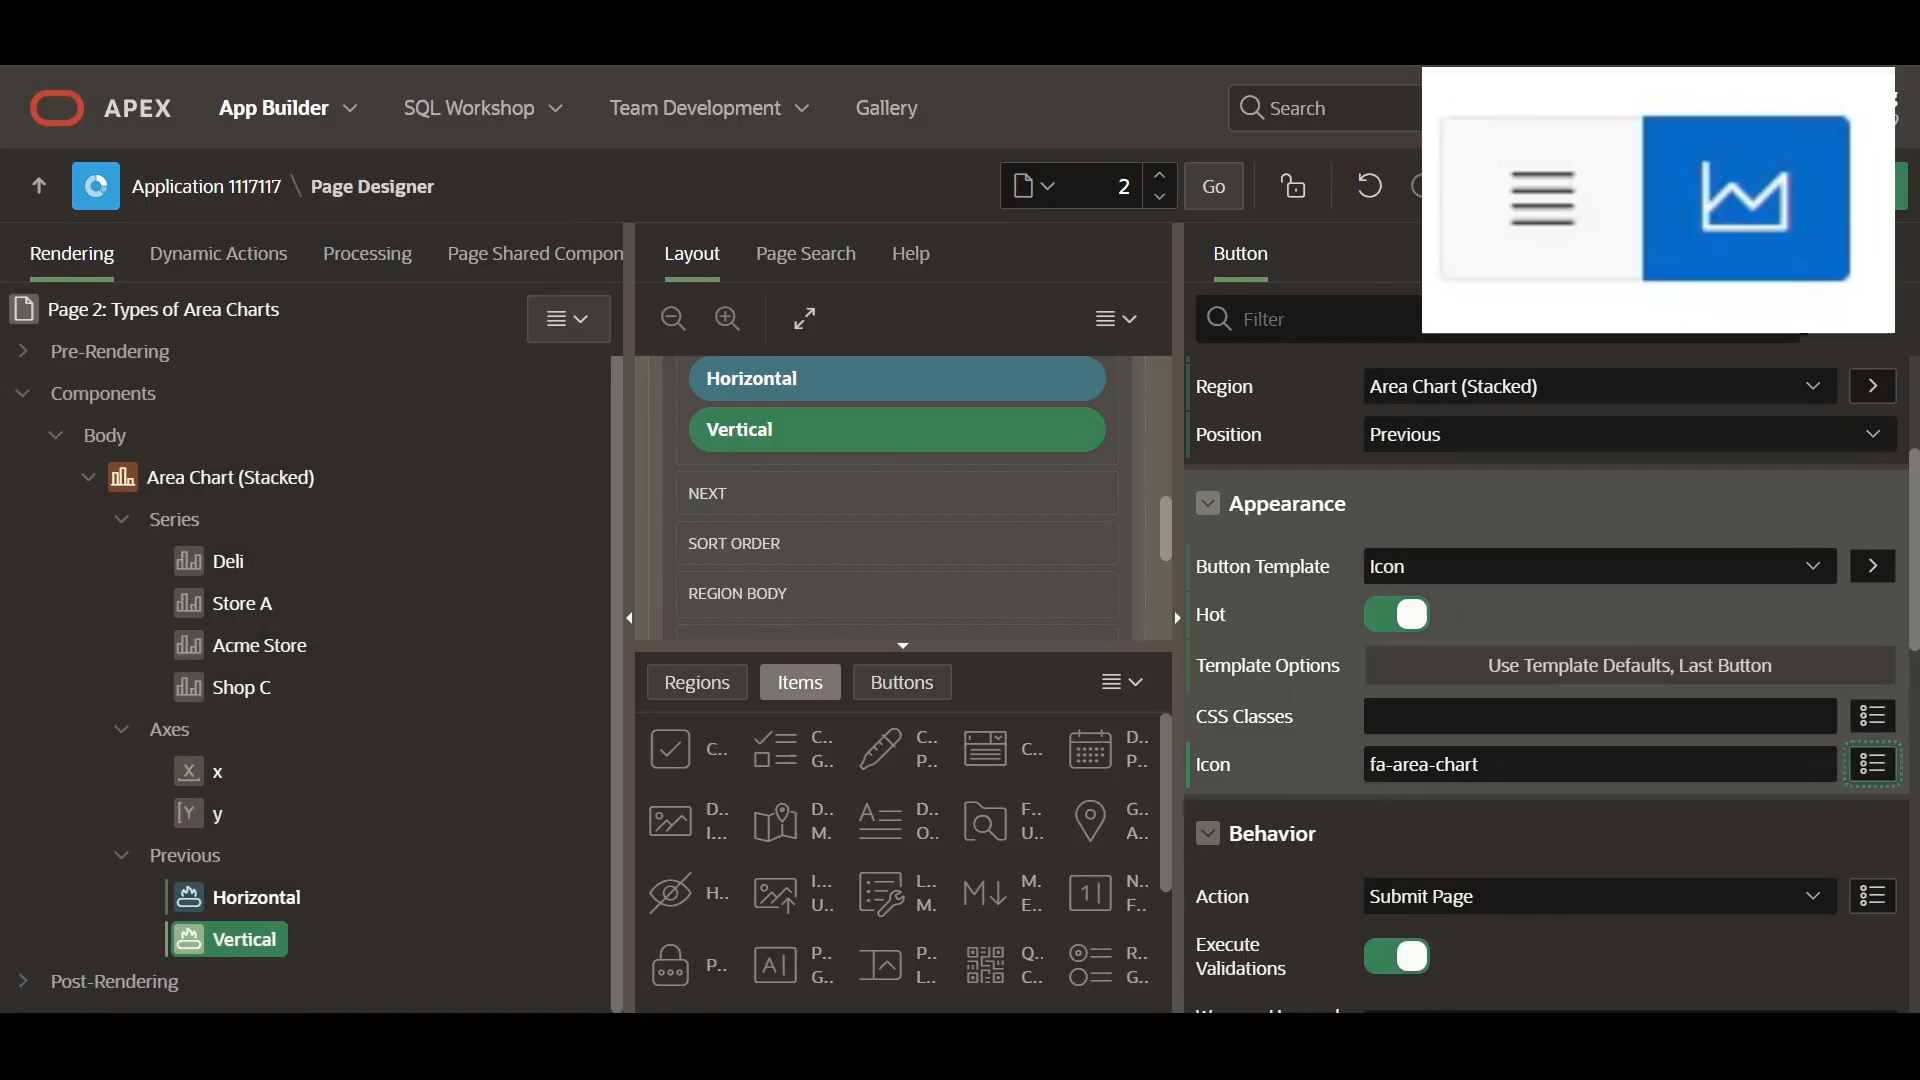 APEX
App Builder
SQL Workshop
Team Development
Gallery
Search
Application 1117117 \ Page Designer
2
Go
Rendering
Dynamic Actions
Processing
Page Shared Compon
Layout
Page Search
Help
Button
Page 2: Types of Area Charts
Pre-Rendering
Components
Body
Area Chart (Stacked)
Series
Deli
Store A
Acme Store
Shop C
Axes
x
y
Previous
Horizontal
Vertical
Post-Rendering
Horizontal
Vertical
NEXT
SORT ORDER
REGION BODY
Regions
Items
Buttons
C..
C..
G..
C..
P..
C..
D..
P..
D..
I...
D..
M.
D..
O..
F..
U..
G..
A..
H..
I...
U..
L..
M.
M.
E..
N..
F..
P..
P..
G..
P..
L..
Q..
C..
R..
G..
Filter
Region
Area Chart (Stacked)
Position
Previous
Appearance
Button Template
Icon
Hot
Template Options
Use Template Defaults, Last Button
CSS Classes
Icon
fa-area-chart
Behavior
Action
Submit Page
Execute
Validations